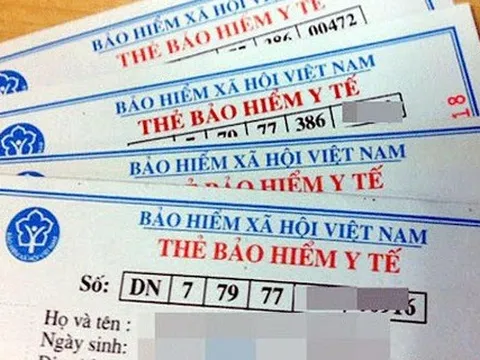 BẢO HIỂM XÃ HỘI VIỆT NAM
THẺ BẢO HIỂM Y TẾ
386 00472
BẢO HIỂM XÃ HỘI VIỆT NAM
THẺ BẢO HIỂM Y TẾ
7 79 77 386
18
BẢO HIỂM XÃ HỘI VIỆT NAM
THẺ BẢO HIỂM Y TẾ
BẢO HIỂM XÃ HỘI VIỆT NAM
THẺ BẢO HIỂM Y TẾ
Số: DN 7 79 77
Họ và tên :
Ngày sinh: